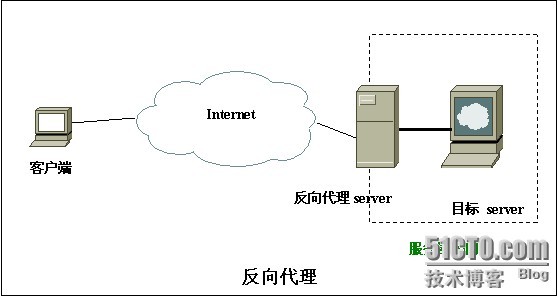 Internet
客户端
反向代理 server
目标 server
服务
51CTO.com
技术博客 Blog
反向代理